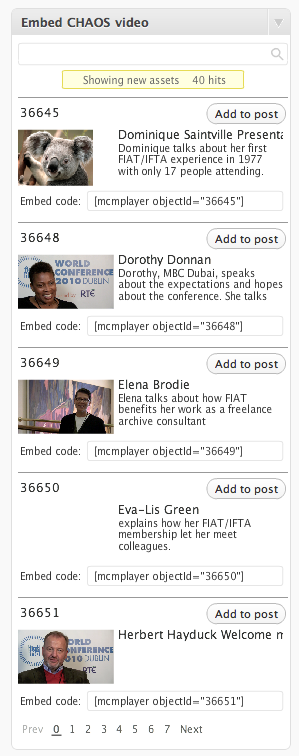 Embed CHAOS video
Showing new assets 40 hits
36645
Add to post
Dominique Saintville Presenta
Dominique talks about her first
FIAT/IFTA experience in 1977
with only 17 people attending.
Embed code: [mcmplayer objectId="36645"]
36648
Add to post
WORLD
CONFERENCE
2010 DUBLIN
RTÉ
Dorothy Donnan
Dorothy, MBC Dubai, speaks
about the expectations and hopes
about the conference. She talks
Embed code: [mcmplayer objectId="36648"]
36649
Add to post
Elena Brodie
Elena talks about how FIAT
benefits her work as a freelance
archive consultant
Embed code: [mcmplayer objectId="36649"]
36650
Add to post
Eva-Lis Green
explains how her FIAT/IFTA
membership let her meet
colleagues.
Embed code: [mcmplayer objectId="36650"]
36651
Add to post
WORLD
CONFERENCE
DUBLIN
RTÉ
Herbert Hayduck Welcome m
Embed code: [mcmplayer objectId="36651"]
Prev 0 1 2 3 4 5 6 7 Next